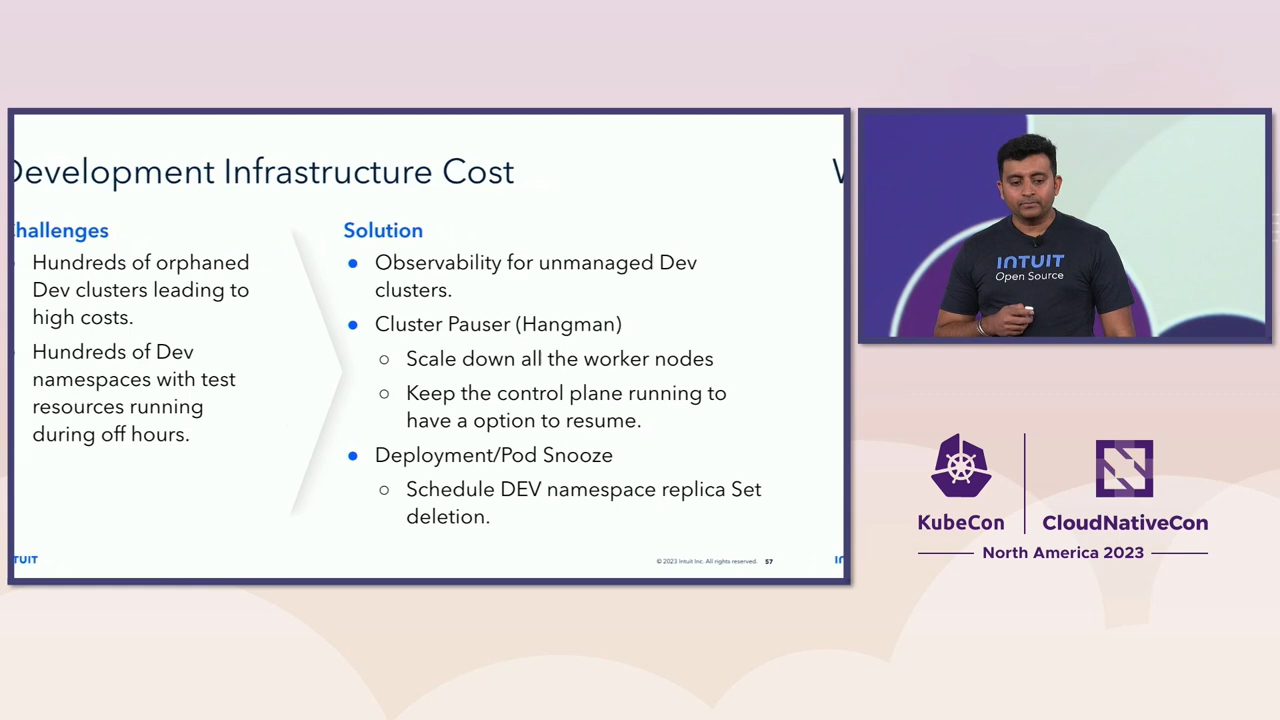 Development Infrastructure Cost
W
Challenges
Hundreds of orphaned
Dev clusters leading to
high costs.
Hundreds of Dev
namespaces with test
resources running
during off hours.
Solution
Observability for unmanaged Dev
clusters.
Cluster Pauser (Hangman)
Scale down all the worker nodes
Keep the control plane running to
have a option to resume.
Deployment/Pod Snooze
Schedule DEV namespace replica Set
deletion.
TUIT
© 2023 Intuit Inc. All rights reserved. 57
IN
INTUIT
Open Source
KubeCon
CloudNativeCon
North America 2023